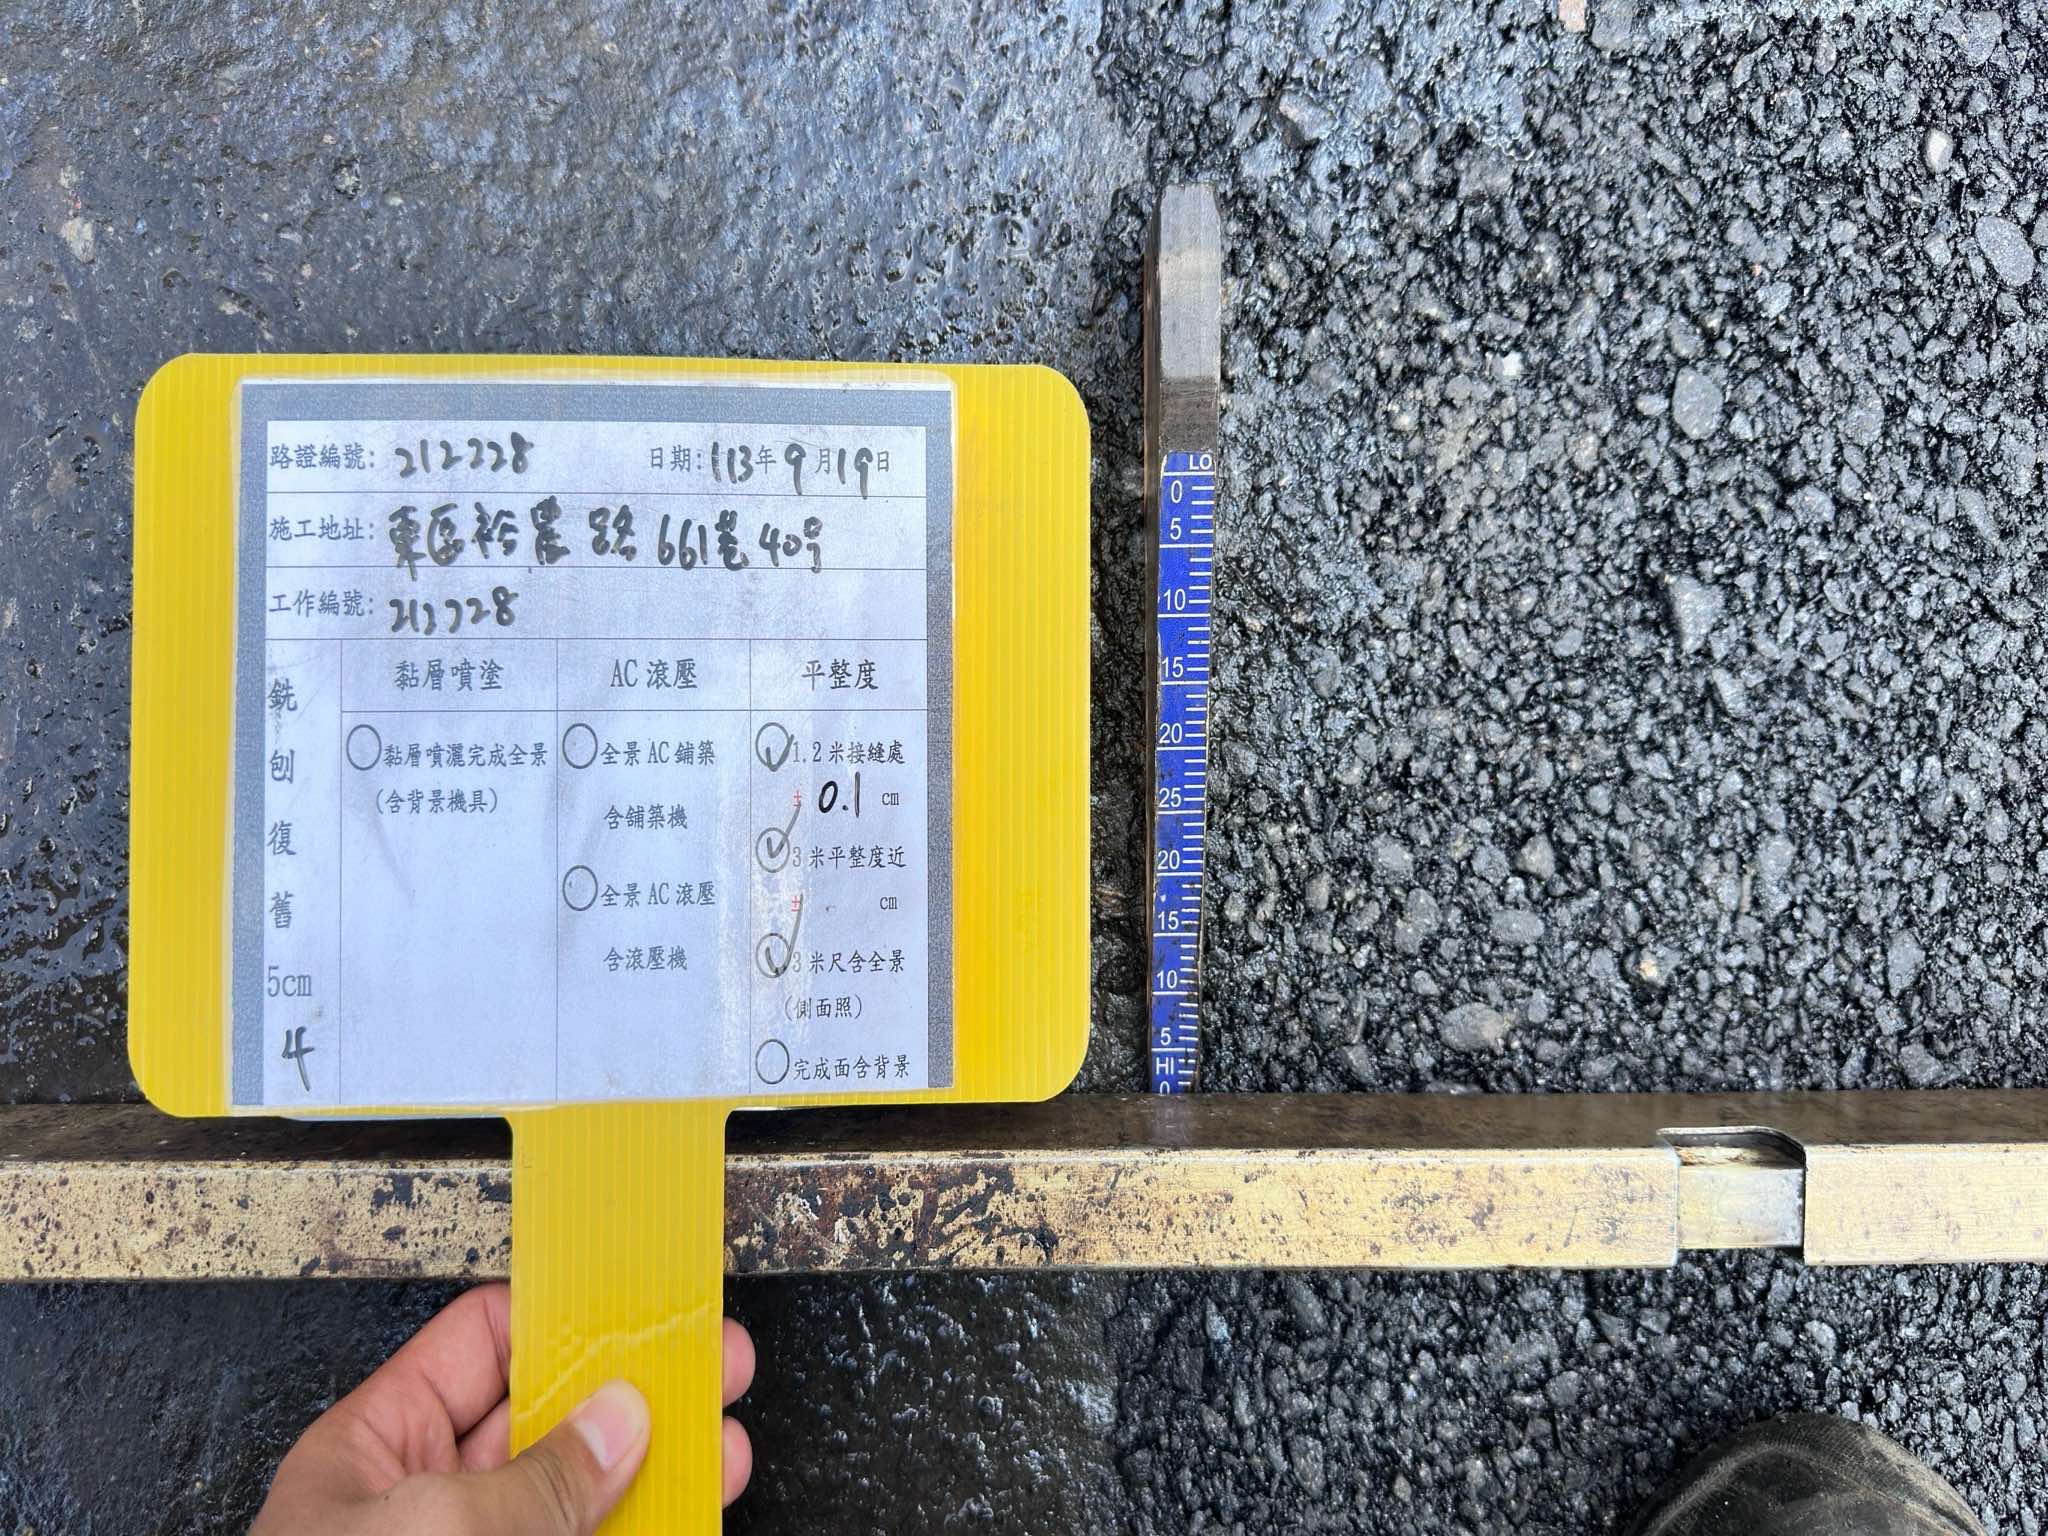 路證編號: 212228 日期: 113年9月19日
施工地址: 東區裕農路661巷40号
工作編號: 212228
銑刨復舊5cm 4
黏層噴塗 AC滾壓 平整度
黏層噴灑完成全景
(含背景機具)
全景AC鋪築
含舖築機
全景AC滾壓
含滾壓機
1.2米接縫處
± 0.1 cm
3米平整度近
± cm
3米尺含全景
(側面照)
完成面含背景
LO
0
5
10
15
20
25
20
15
10
5
HI
0